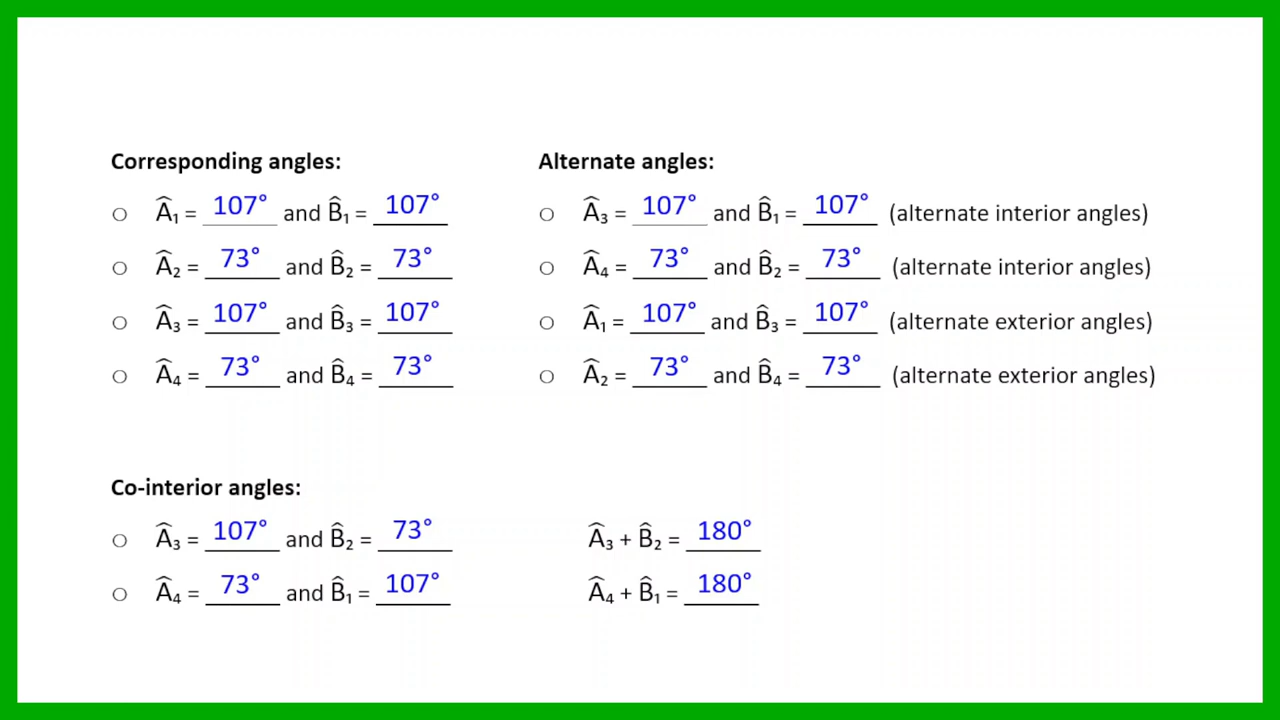 Corresponding angles:
○ Â₁ = 107° and B̂₁ = 107°
○ Â₂ = 73° and B̂₂ = 73°
○ Â₃ = 107° and B̂₃ = 107°
○ Â₄ = 73° and B̂₄ = 73°
Alternate angles:
○ Â₃ = 107° and B̂₁ = 107° (alternate interior angles)
○ Â₄ = 73° and B̂₂ = 73° (alternate interior angles)
○ Â₁ = 107° and B̂₃ = 107° (alternate exterior angles)
○ Â₂ = 73° and B̂₄ = 73° (alternate exterior angles)
Co-interior angles:
○ Â₃ = 107° and B̂₂ = 73°
○ Â₄ = 73° and B̂₁ = 107°
Â₃ + B̂₂ = 180°
Â₄ + B̂₁ = 180°